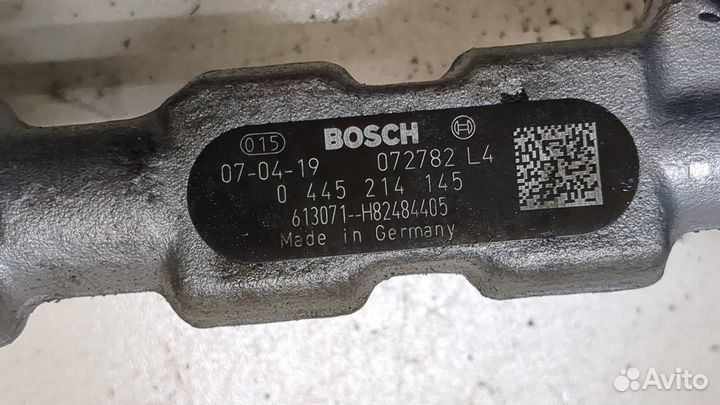 015 BOSCH
07-04-19 072782 L4
0 445 214 145
613071--H82484405
Made in Germany
Avito